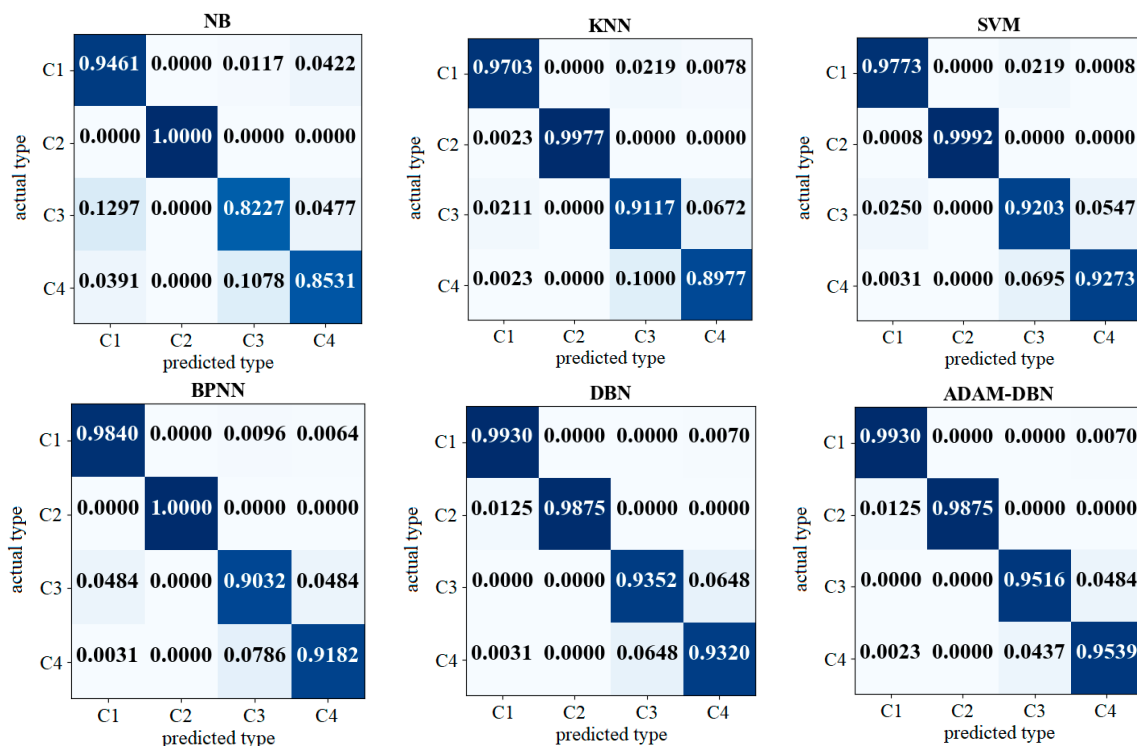 NB
C1 0.9461 0.0000 0.0117 0.0422
C2 0.0000 1.0000 0.0000 0.0000
C3 0.1297 0.0000 0.8227 0.0477
C4 0.0391 0.0000 0.1078 0.8531
actual type
C1 C2 C3 C4
predicted type
KNN
C1 0.9703 0.0000 0.0219 0.0078
C2 0.0023 0.9977 0.0000 0.0000
C3 0.0211 0.0000 0.9117 0.0672
C4 0.0023 0.0000 0.1000 0.8977
actual type
C1 C2 C3 C4
predicted type
SVM
C1 0.9773 0.0000 0.0219 0.0008
C2 0.0008 0.9992 0.0000 0.0000
C3 0.0250 0.0000 0.9203 0.0547
C4 0.0031 0.0000 0.0695 0.9273
actual type
C1 C2 C3 C4
predicted type
BPNN
C1 0.9840 0.0000 0.0096 0.0064
C2 0.0000 1.0000 0.0000 0.0000
C3 0.0484 0.0000 0.9032 0.0484
C4 0.0031 0.0000 0.0786 0.9182
actual type
C1 C2 C3 C4
predicted type
DBN
C1 0.9930 0.0000 0.0000 0.0070
C2 0.0125 0.9875 0.0000 0.0000
C3 0.0000 0.0000 0.9352 0.0648
C4 0.0031 0.0000 0.0648 0.9320
actual type
C1 C2 C3 C4
predicted type
ADAM-DBN
C1 0.9930 0.0000 0.0000 0.0070
C2 0.0125 0.9875 0.0000 0.0000
C3 0.0000 0.0000 0.9516 0.0484
C4 0.0023 0.0000 0.0437 0.9539
actual type
C1 C2 C3 C4
predicted type